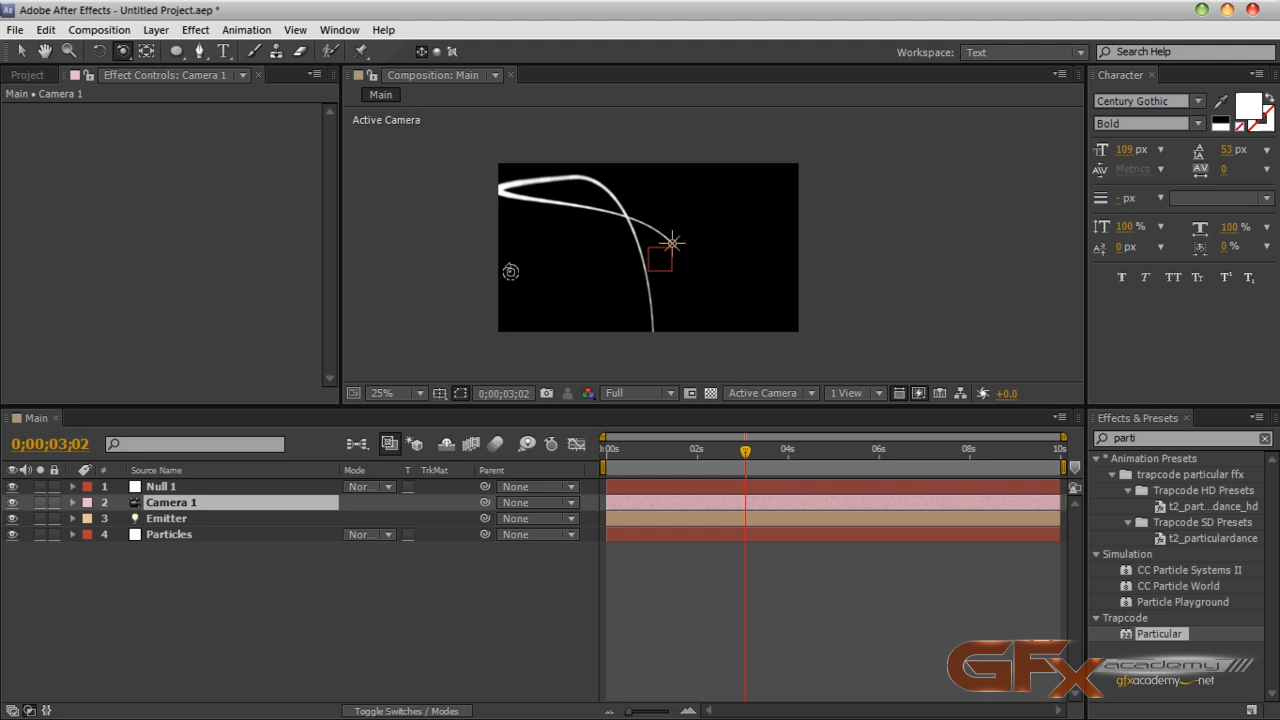 Adobe After Effects - Untitled Project.aep *
File Edit Composition Layer Effect Animation View Window Help
Workspace: Text Search Help
Project Effect Controls: Camera 1 Composition: Main Character
Main • Camera 1
Main
Active Camera
Century Gothic
Bold
109 px 53 px
Metrics 0
- px
100 % 100 %
0 px 0 %
T T TT Tt T¹ T₁
25% 0;00;03;02 Full Active Camera 1 View +0.0
Main
0;00;03;02
:00s 02s 04s 06s 08s 10s
# Source Name Mode T TrkMat Parent
1 Null 1 Nor... None
2 Camera 1 None
3 Emitter None
4 Particles Nor... None
Toggle Switches / Modes
Effects & Presets
parti
* Animation Presets
trapcode particular ffx
Trapcode HD Presets
t2_part...dance_hd
Trapcode SD Presets
t2_particulardance
Simulation
CC Particle Systems II
CC Particle World
Particle Playground
Trapcode
Particular
GFx academy
gfxacademy.net